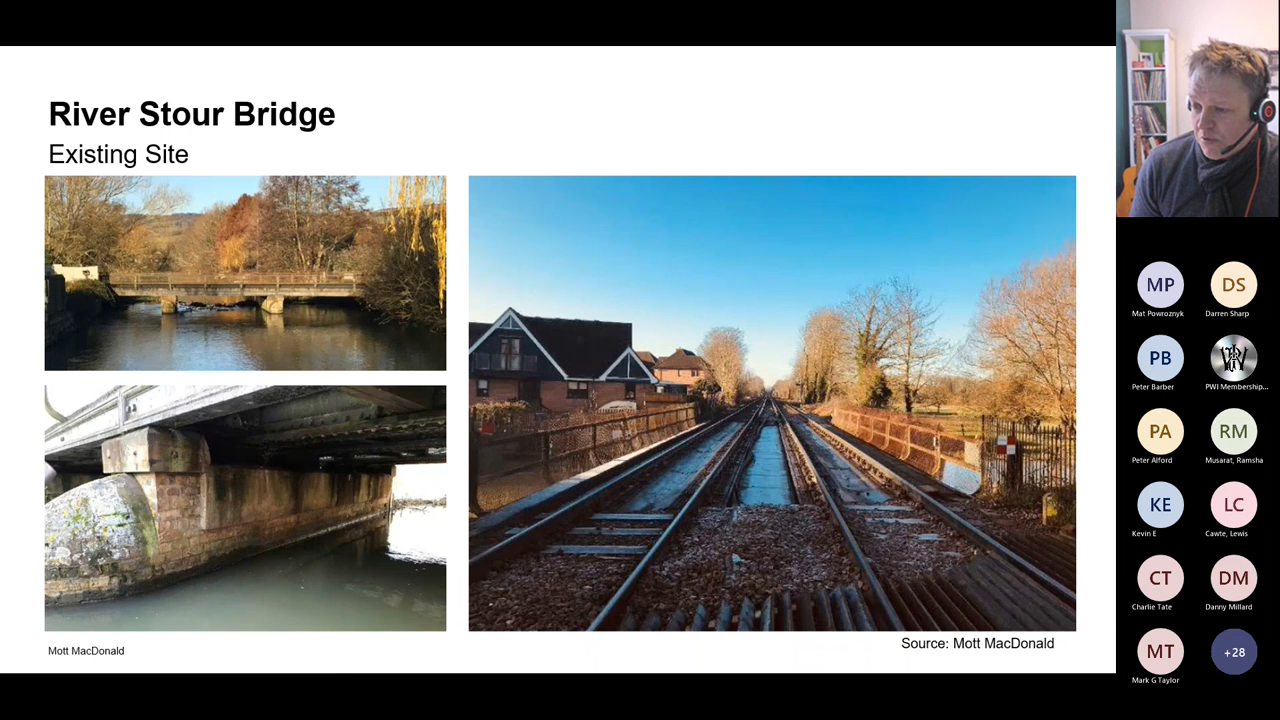 River Stour Bridge
Existing Site
Source: Mott MacDonald
Mott MacDonald
MP
Mat Powroznyk
DS
Darren Sharp
PB
Peter Barber
PWI Membership...
PA
Peter Alford
RM
Musarat, Ramsha
KE
Kevin E
LC
Cawte, Lewis
CT
Charlie Tate
DM
Danny Millard
MT
Mark G Taylor
+28